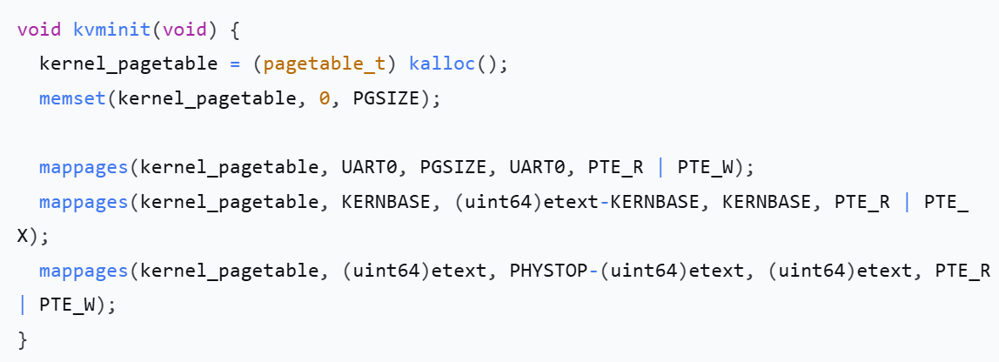 void kvminit(void) {
  kernel_pagetable = (pagetable_t) kalloc();
  memset(kernel_pagetable, 0, PGSIZE);

  mappages(kernel_pagetable, UART0, PGSIZE, UART0, PTE_R | PTE_W);
  mappages(kernel_pagetable, KERNBASE, (uint64)etext-KERNBASE, KERNBASE, PTE_R | PTE_
X);
  mappages(kernel_pagetable, (uint64)etext, PHYSTOP-(uint64)etext, (uint64)etext, PTE_R
| PTE_W);
}